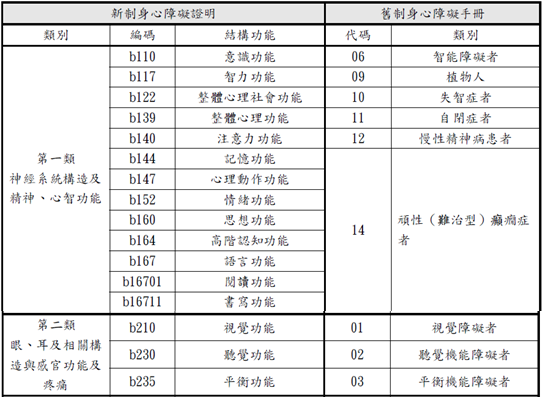 新制身心障礙證明 舊制身心障礙手冊
類別 編碼 結構功能 代碼 類別
第一類
神經系統構造及
精神、心智功能
b110 意識功能 06 智能障礙者
b117 智力功能 09 植物人
b122 整體心理社會功能 10 失智症者
b139 整體心理功能 11 自閉症者
b140 注意力功能 12 慢性精神病患者
b144 記憶功能
b147 心理動作功能
b152 情緒功能
b160 思想功能
b164 高階認知功能
b167 語言功能
b16701 閱讀功能
b16711 書寫功能
14 頑性（難治型）癲癇症
者
第二類
眼、耳及相關構
造與感官功能及
疼痛
b210 視覺功能 01 視覺障礙者
b230 聽覺功能 02 聽覺機能障礙者
b235 平衡功能 03 平衡機能障礙者